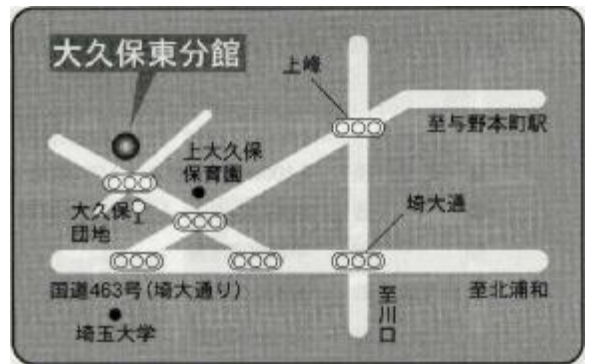 大久保東分館
上峰
至与野本町駅
上大久保
保育園
大久保
団地
埼大通
国道463号(埼大通り)
至川口
至北浦和
埼玉大学